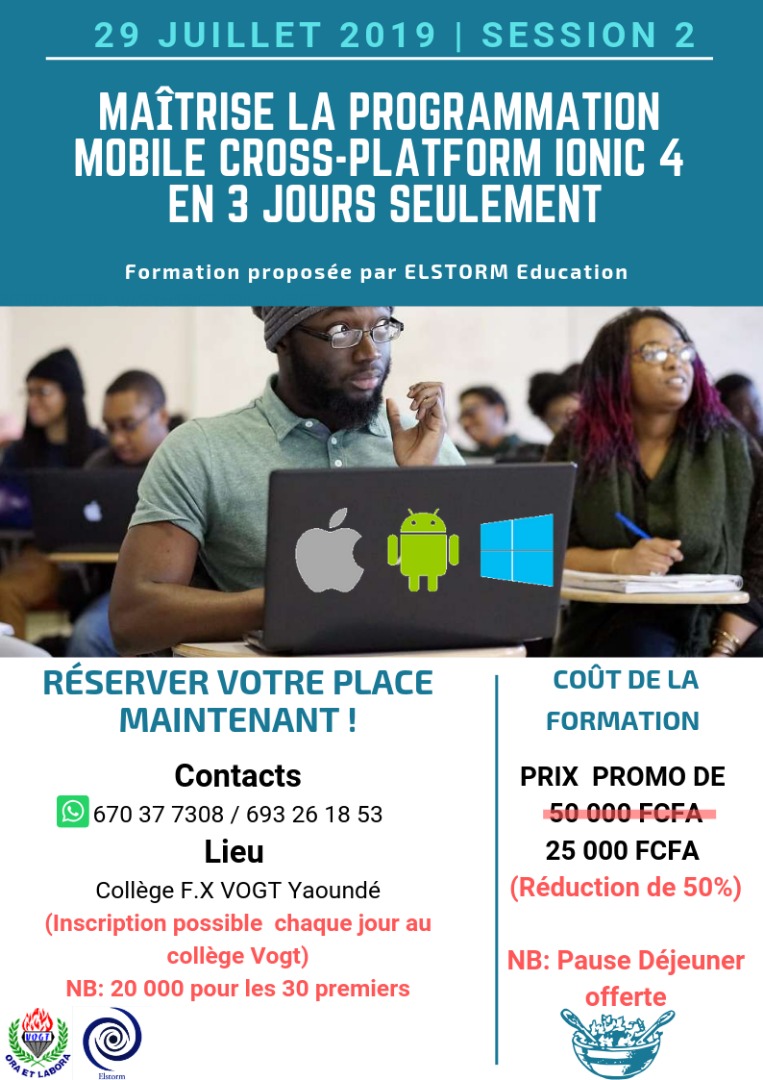 29 JUILLET 2019 | SESSION 2
MAÎTRISE LA PROGRAMMATION
MOBILE CROSS-PLATFORM IONIC 4
EN 3 JOURS SEULEMENT
Formation proposée par ELSTORM Education
RÉSERVER VOTRE PLACE
MAINTENANT !
Contacts
670 37 7308 / 693 26 18 53
Lieu
Collège F.X VOGT Yaoundé
(Inscription possible chaque jour au
collège Vogt)
NB: 20 000 pour les 30 premiers
VOGT
ORA ET LABORA
Elstorm
COÛT DE LA
FORMATION
PRIX PROMO DE
50 000 FCFA
25 000 FCFA
(Réduction de 50%)
NB: Pause Déjeuner
offerte